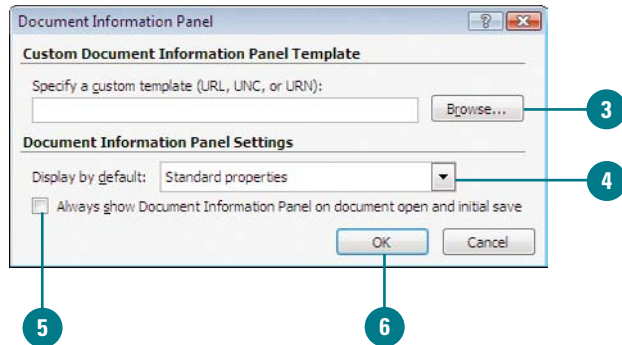 Document Information Panel
Custom Document Information Panel Template
Specify a custom template (URL, UNC, or URN):
Browse...
3
Document Information Panel Settings
Display by default: Standard properties
4
Always show Document Information Panel on document open and initial save
OK Cancel
5 6